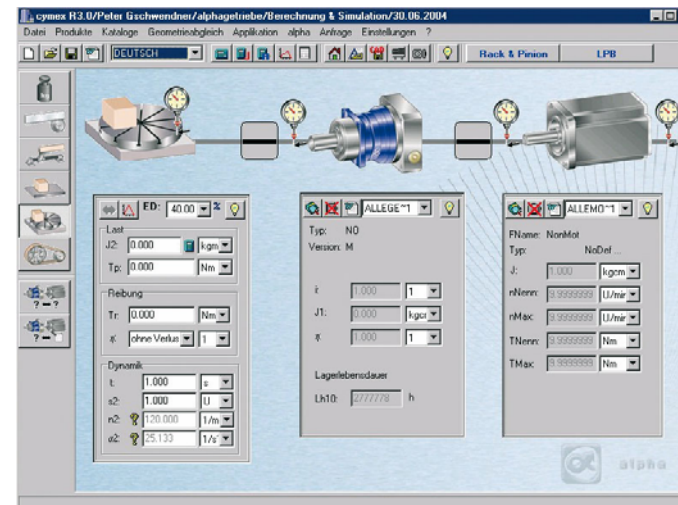 cymex R3.0/Peter Gschwendner/alphagetriebe/Berechnung & Simulation/30.06.2004
Datei Produkte Kataloge Geometrieabgleich Applikation alpha Anfrage Einstellungen ?
DEUTSCH Rack & Pinion LPB
ED: 40.00 %
Last
J2: 0.000 kgm
Tp: 0.000 Nm
Reibung
Tr: 0.000 Nm
ohne Verlus 1
Dynamik
t: 1.000 s
s2: 1.000 U
n2: ? 120.000 1/m
α2: ? 25.133 1/s
ALLEGE~1
Typ: NO
Version: M
i: 1.000 1
J1: 0.000 kgcr
1.000 1
Lagerlebensdauer
Lh10: 2777778 h
ALLEMO~1
FName: NonMot
Typ: NoDef ...
J: 1.000 kgcm
nNenn: 9.9999999 U/mir
nMax: 9.9999999 U/mir
TNenn: 9.9999999 Nm
TMax: 9.9999999 Nm
? = ?
? =
alpha